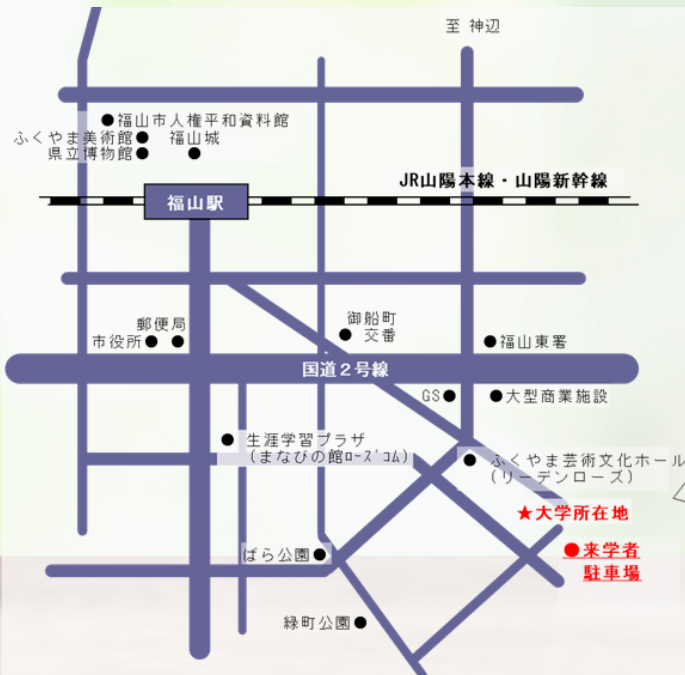 至 神辺
●福山市人権平和資料館
ふくやま美術館●
福山城
県立博物館●
JR山陽本線・山陽新幹線
福山駅
御船町
交番
郵便局
市役所●
福山東署
国道2号線
GS●
●大型商業施設
生涯学習プラザ
(まなびの館ﾛｰｽﾞｺﾑ)
ふくやま芸術文化ホール
(リーデンローズ)
★大学所在地
ばら公園●
●来学者
駐車場
緑町公園●